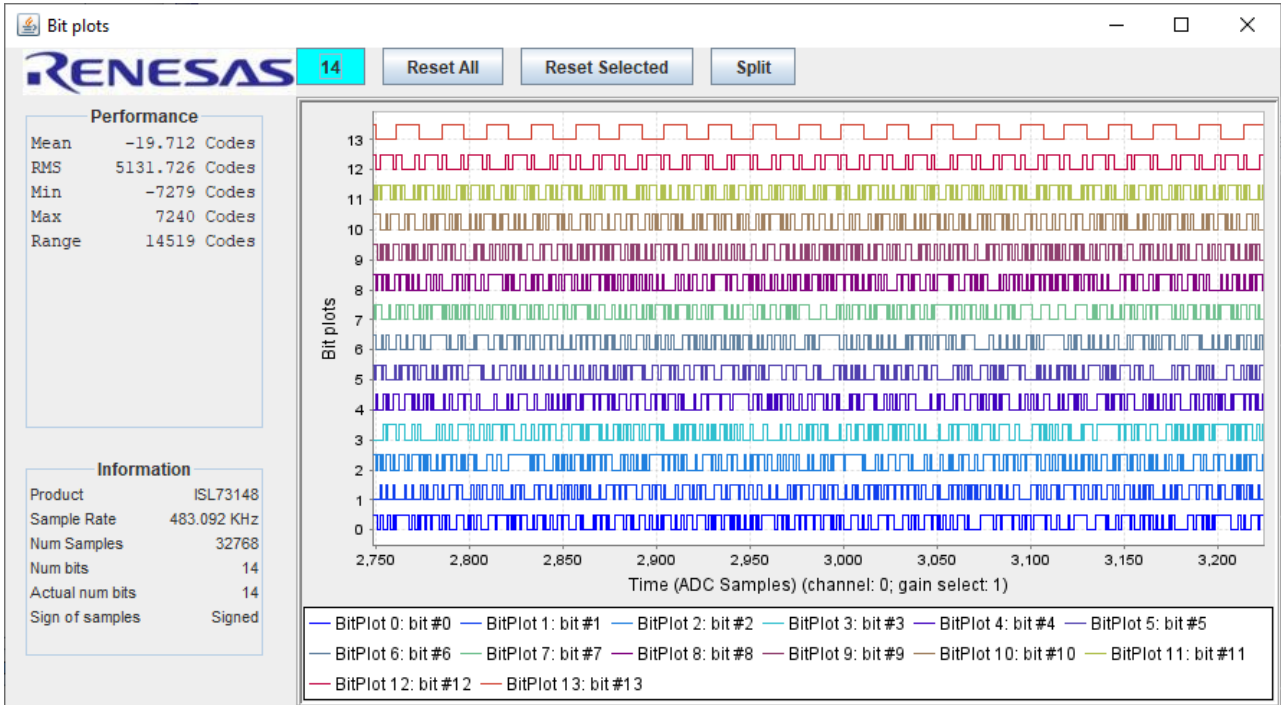 Bit plots
RENESAS 14 Reset All Reset Selected Split
Performance
Mean -19.712 Codes
RMS 5131.726 Codes
Min -7279 Codes
Max 7240 Codes
Range 14519 Codes
Information
Product ISL73148
Sample Rate 483.092 KHz
Num Samples 32768
Num bits 14
Actual num bits 14
Sign of samples Signed
Bit plots
13
12
11
10
9
8
7
6
5
4
3
2
1
0
2,750 2,800 2,850 2,900 2,950 3,000 3,050 3,100 3,150 3,200
Time (ADC Samples) (channel: 0; gain select: 1)
BitPlot 0: bit #0 BitPlot 1: bit #1 BitPlot 2: bit #2 BitPlot 3: bit #3 BitPlot 4: bit #4 BitPlot 5: bit #5
BitPlot 6: bit #6 BitPlot 7: bit #7 BitPlot 8: bit #8 BitPlot 9: bit #9 BitPlot 10: bit #10 BitPlot 11: bit #11
BitPlot 12: bit #12 BitPlot 13: bit #13